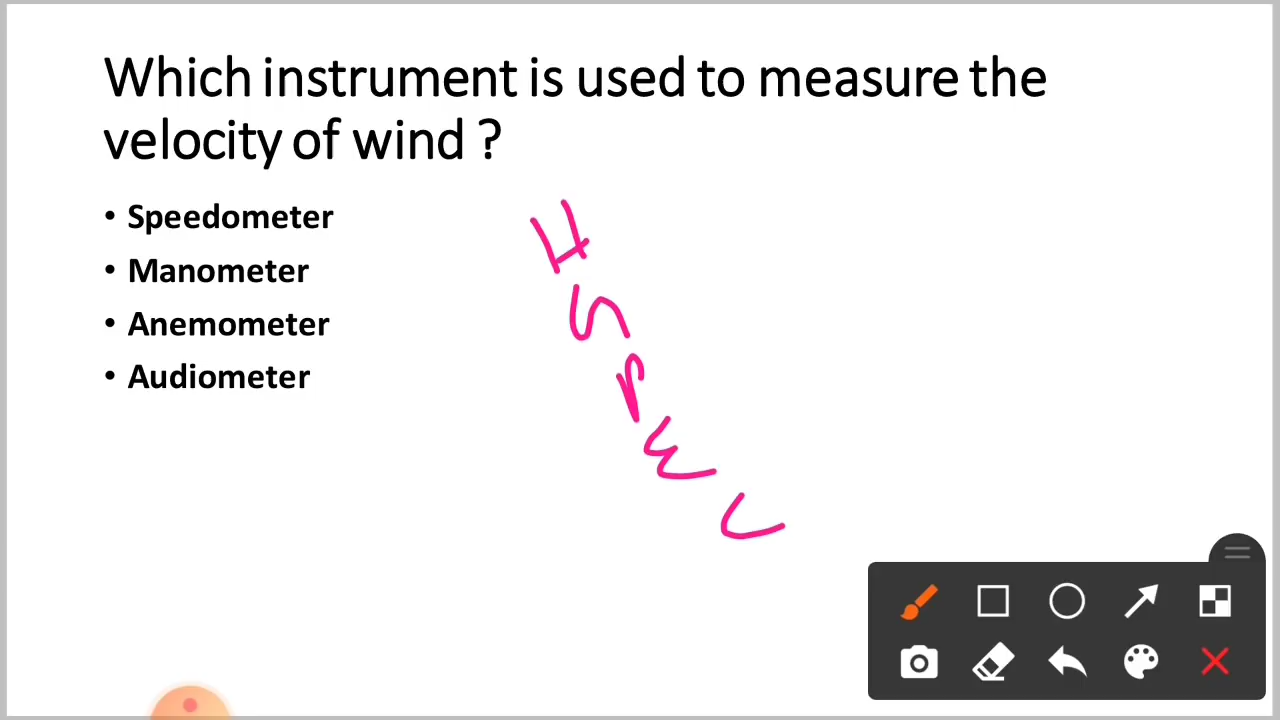 Which instrument is used to measure the
velocity of wind ?
• Speedometer
• Manometer
• Anemometer
• Audiometer